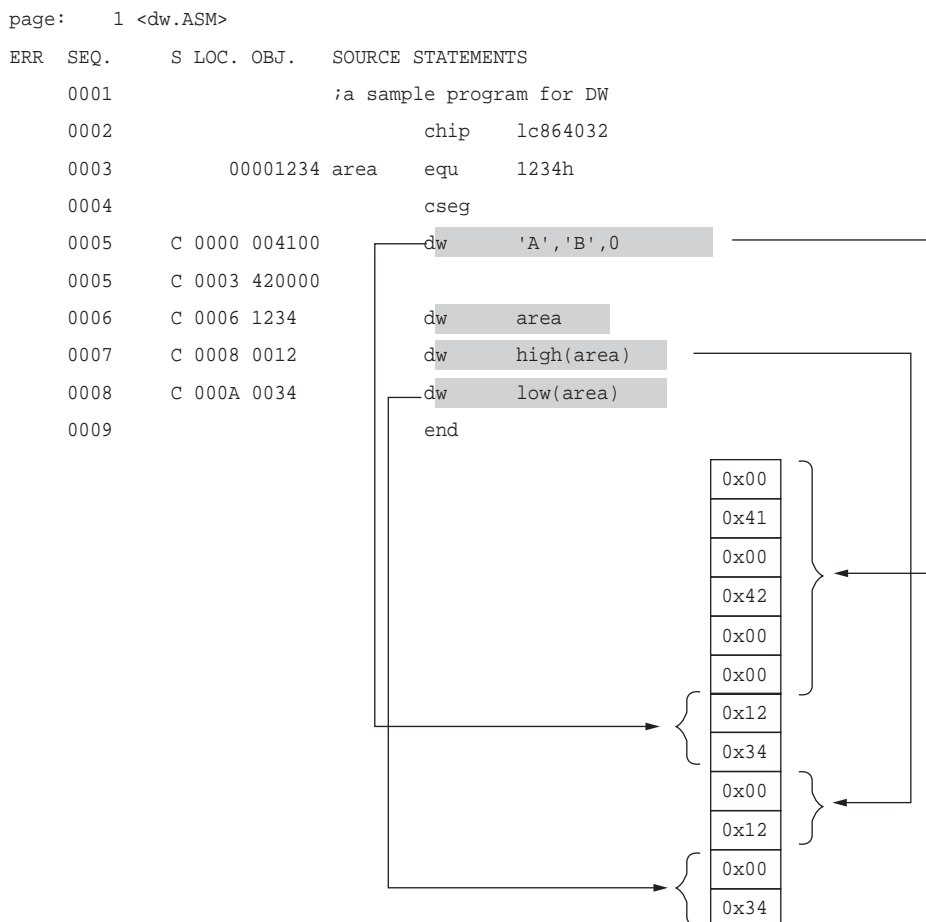 page:    1 <dw.ASM>
ERR  SEQ.     S LOC. OBJ.   SOURCE STATEMENTS
0001                  ;a sample program for DW
0002                          chip    lc864032
0003         00001234 area    equ     1234h
0004                          cseg
0005     C 0000 004100        dw      'A','B',0
0005     C 0003 420000
0006     C 0006 1234          dw      area
0007     C 0008 0012          dw      high(area)
0008     C 000A 0034          dw      low(area)
0009                          end
0x00
0x41
0x00
0x42
0x00
0x00
0x12
0x34
0x00
0x12
0x00
0x34